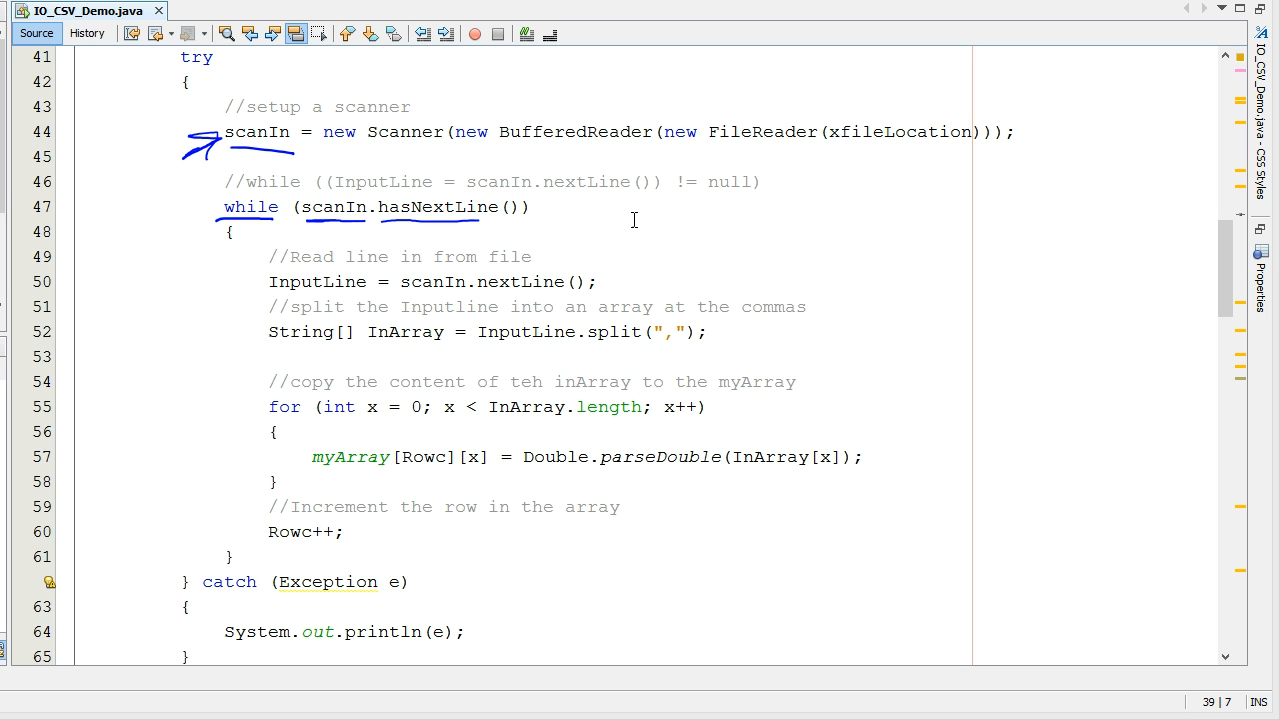 IO_CSV_Demo.java
Source History
41 try
42 {
43 //setup a scanner
44 scanIn = new Scanner(new BufferedReader(new FileReader(xfileLocation)));
45
46 //while ((InputLine = scanIn.nextLine()) != null)
47 while (scanIn.hasNextLine())
48 {
49 //Read line in from file
50 InputLine = scanIn.nextLine();
51 //split the Inputline into an array at the commas
52 String[] InArray = InputLine.split(",");
53
54 //copy the content of teh inArray to the myArray
55 for (int x = 0; x < InArray.length; x++)
56 {
57 myArray[Rowc][x] = Double.parseDouble(InArray[x]);
58 }
59 //Increment the row in the array
60 Rowc++;
61 }
} catch (Exception e)
63 {
64 System.out.println(e);
65 }
IO_CSV_Demo.java - CSS Styles
Properties
39 | 7 INS